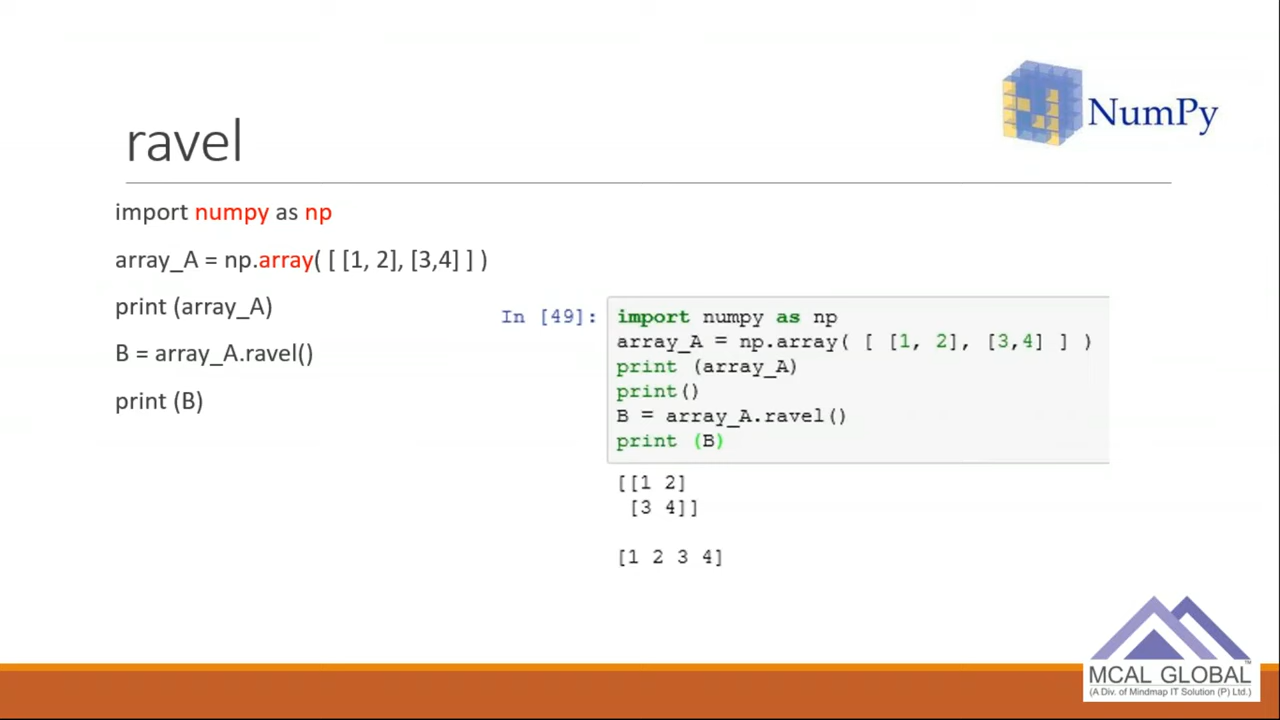 NumPy
ravel
import numpy as np
array_A = np.array( [ [1, 2], [3,4] ] )
print (array_A)
B = array_A.ravel()
print (B)
In [49]:
import numpy as np
array_A = np.array( [ [1, 2], [3,4] ] )
print (array_A)
print()
B = array_A.ravel()
print (B)
[[1 2]
[3 4]]
[1 2 3 4]
MCAL GLOBAL™
(A Div. of Mindmap IT Solution (P) Ltd.)